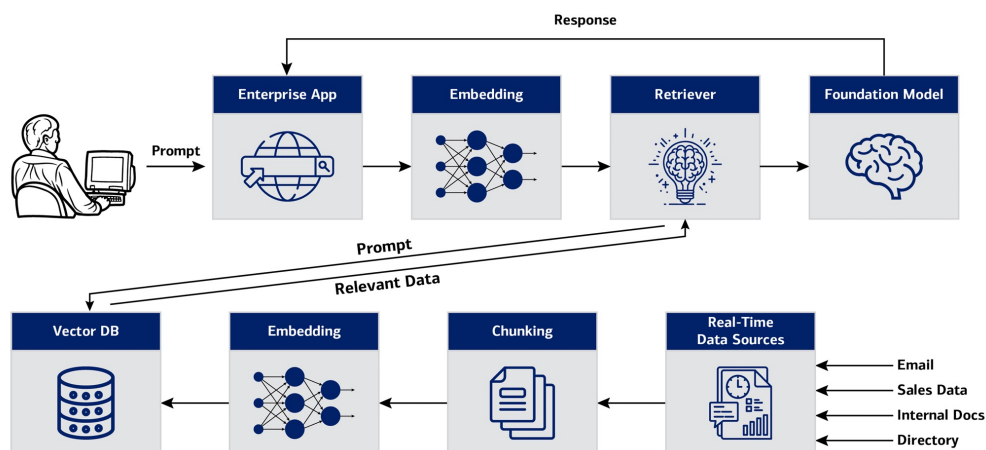 Response
Enterprise App
Embedding
Retriever
Foundation Model
Prompt
Prompt
Relevant Data
Vector DB
Embedding
Chunking
Real-Time
Data Sources
Email
Sales Data
Internal Docs
Directory